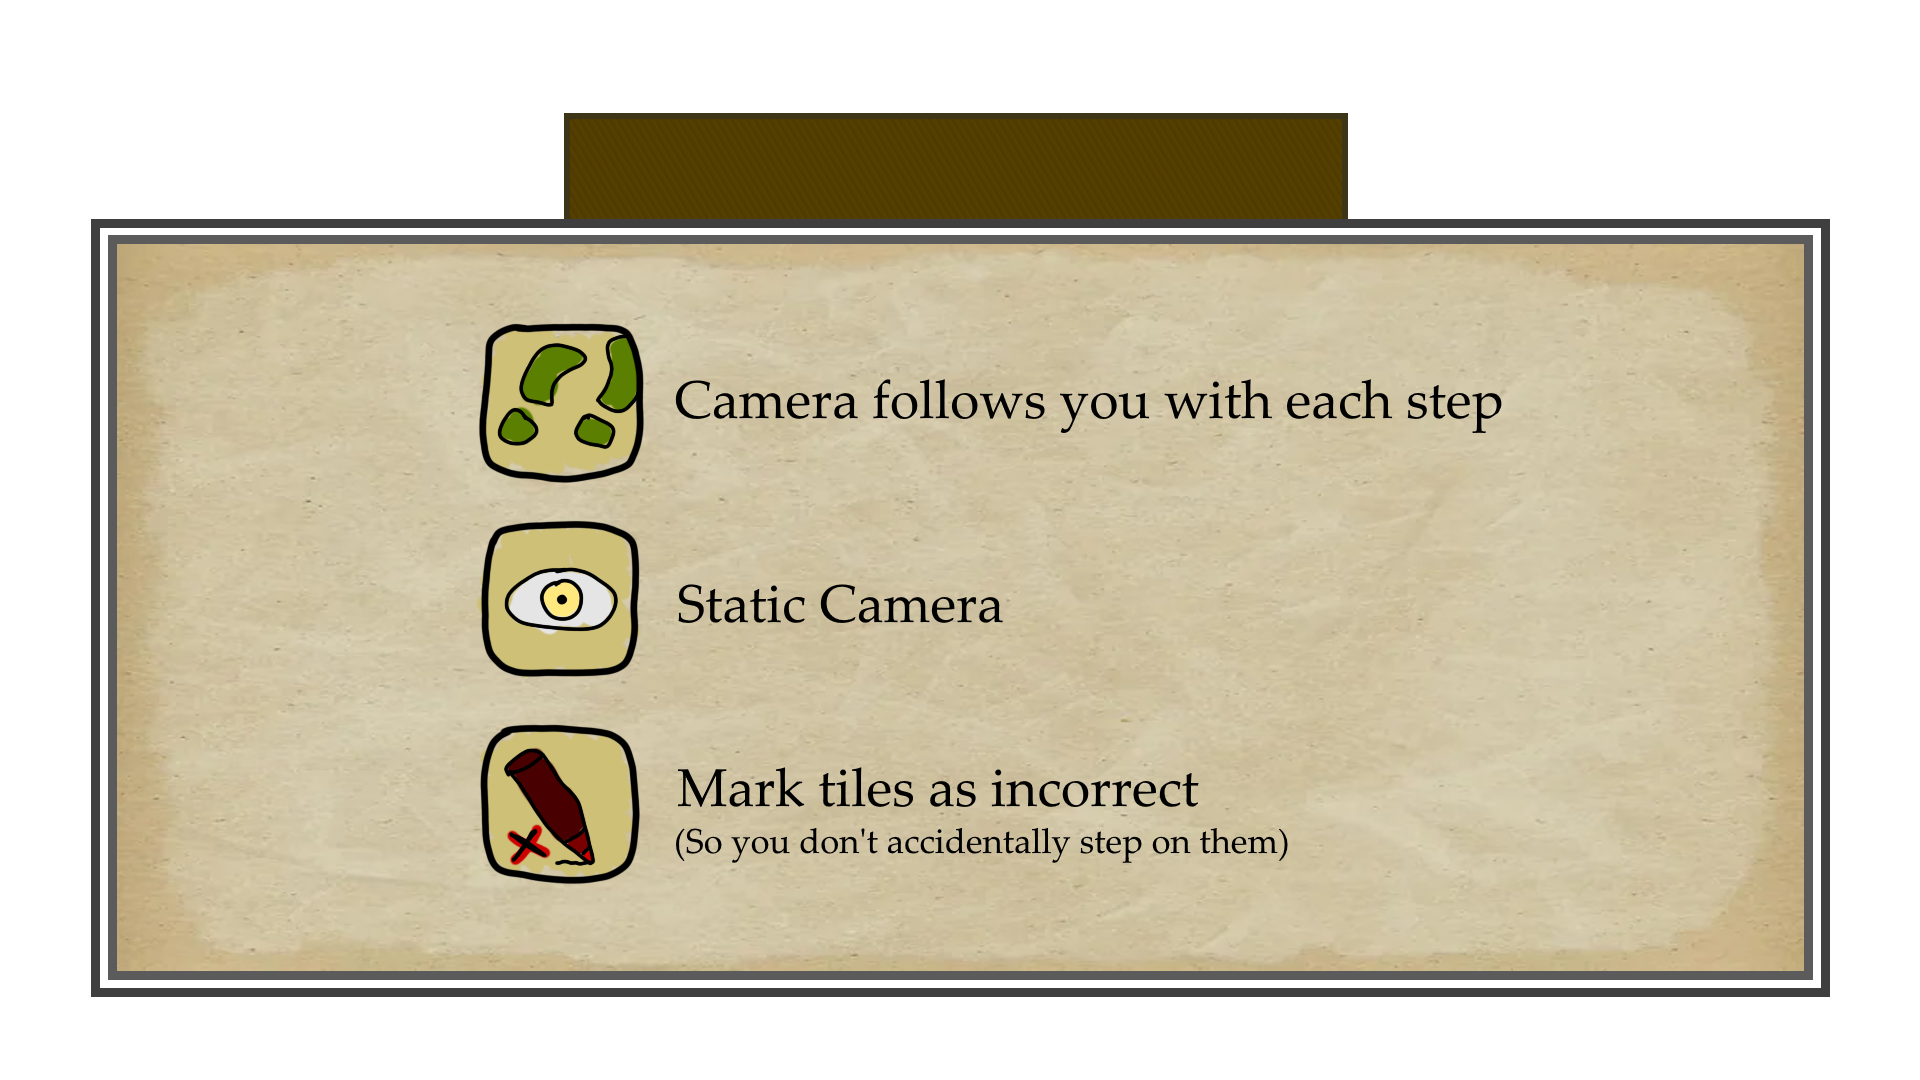 Camera follows you with each step
Static Camera
Mark tiles as incorrect
(So you don't accidentally step on them)